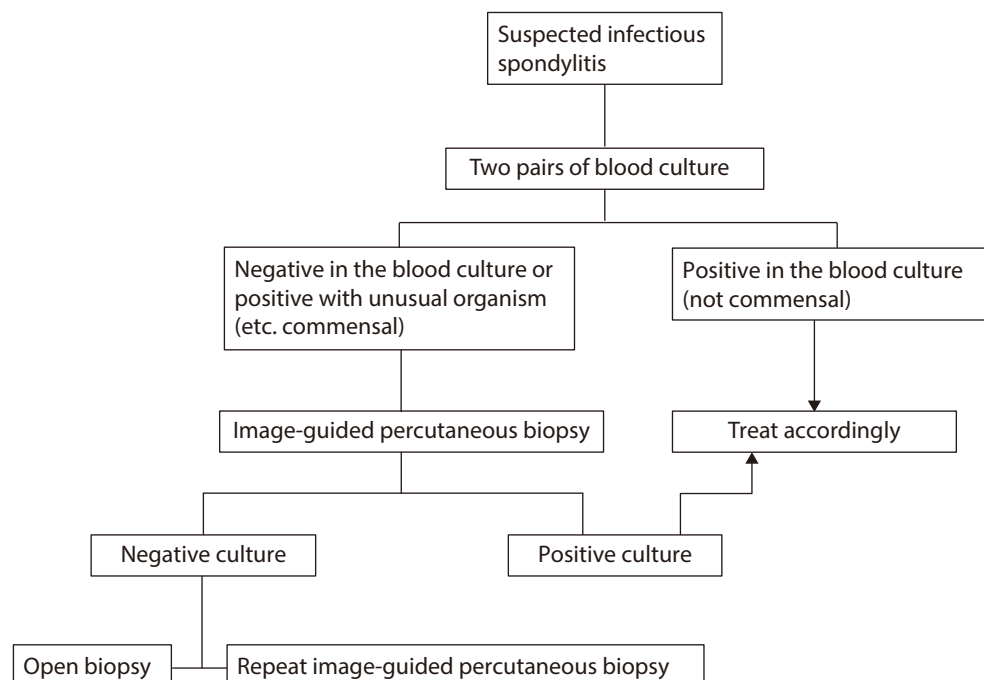 Suspected infectious
spondylitis
Two pairs of blood culture
Negative in the blood culture or
positive with unusual organism
(etc. commensal)
Positive in the blood culture
(not commensal)
Image-guided percutaneous biopsy
Treat accordingly
Negative culture
Positive culture
Open biopsy
Repeat image-guided percutaneous biopsy